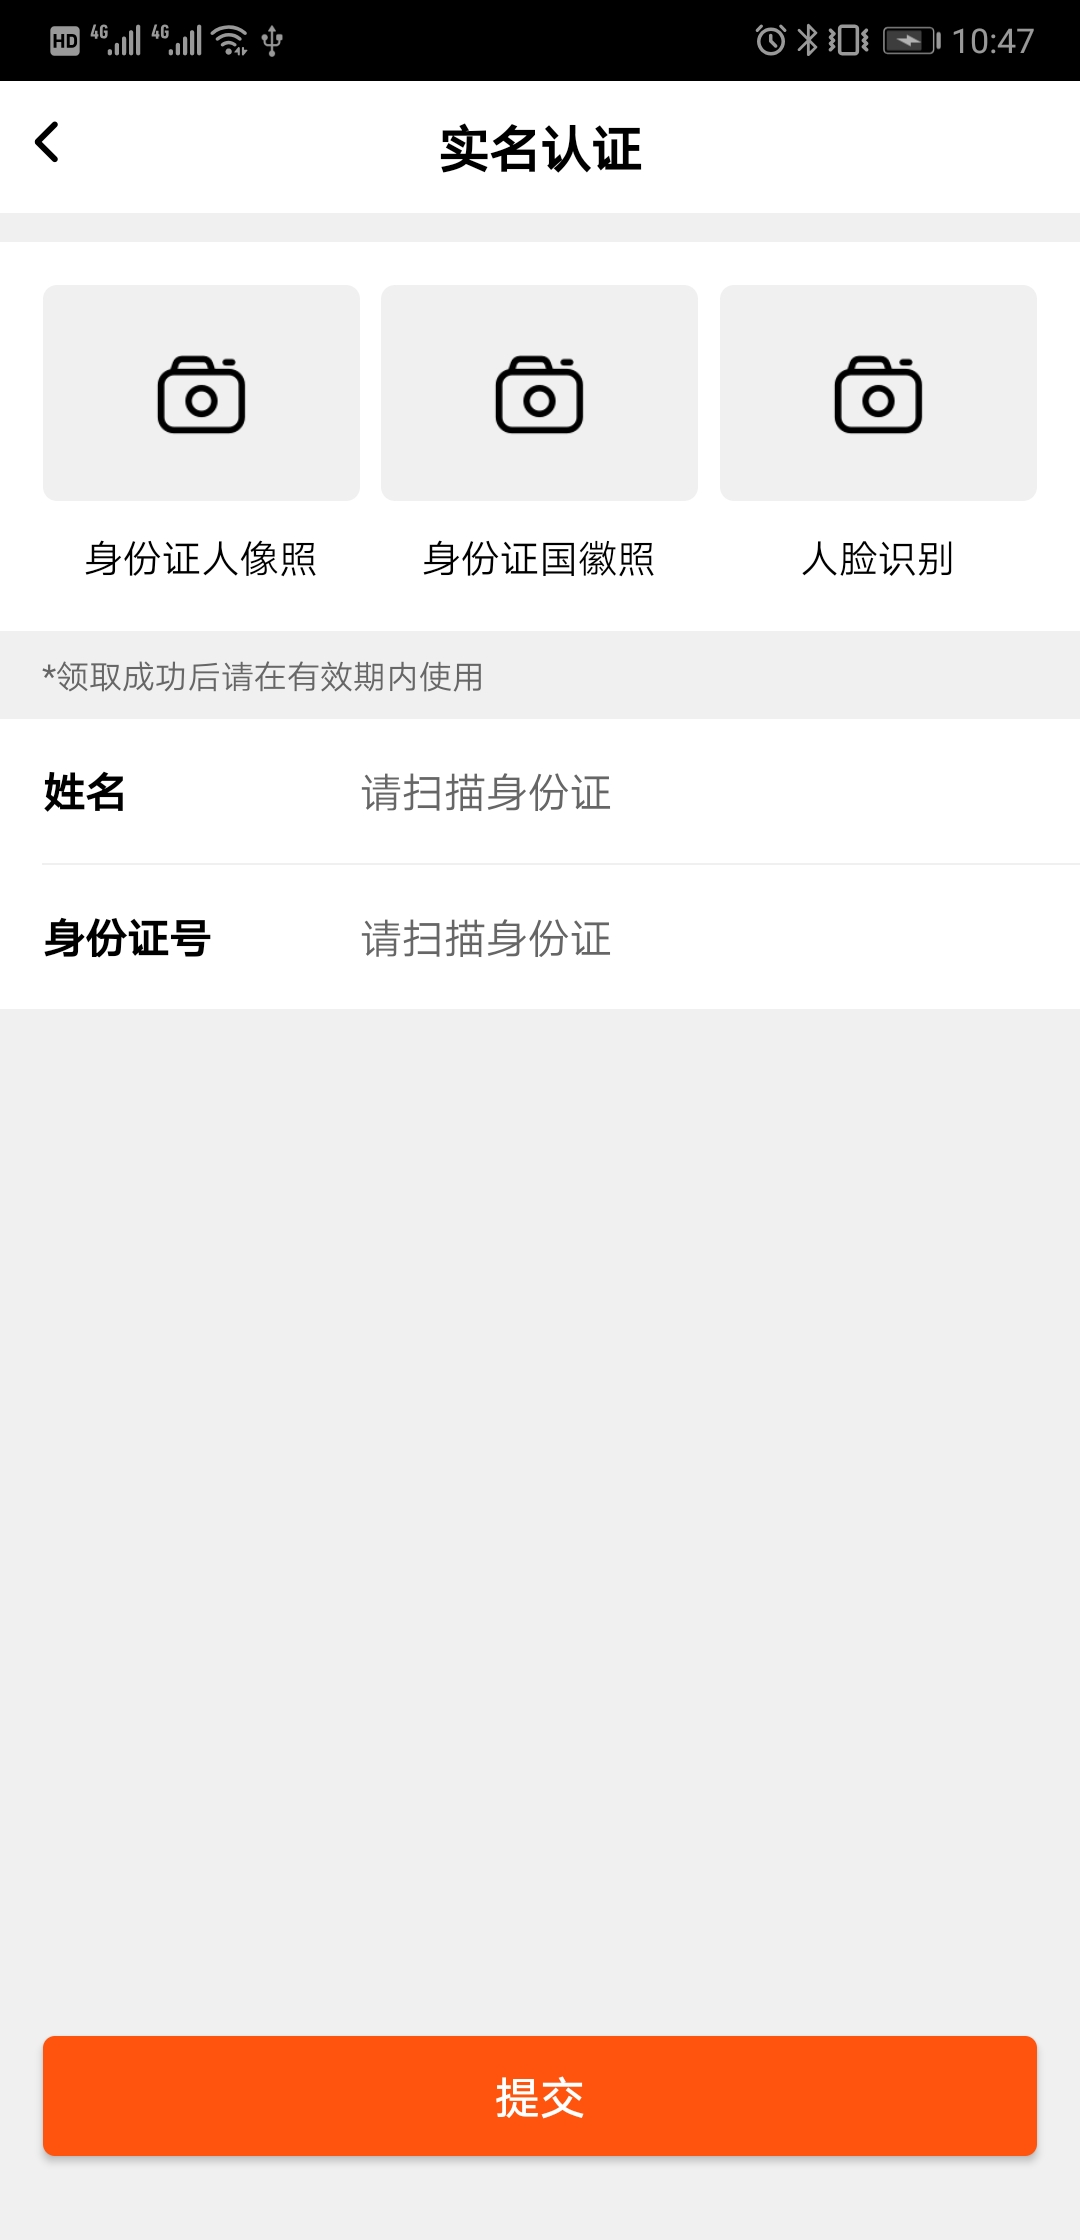 HD 4G 4G 10:47
实名认证
身份证人像照 身份证国徽照 人脸识别
*领取成功后请在有效期内使用
姓名 请扫描身份证
身份证号 请扫描身份证
提交